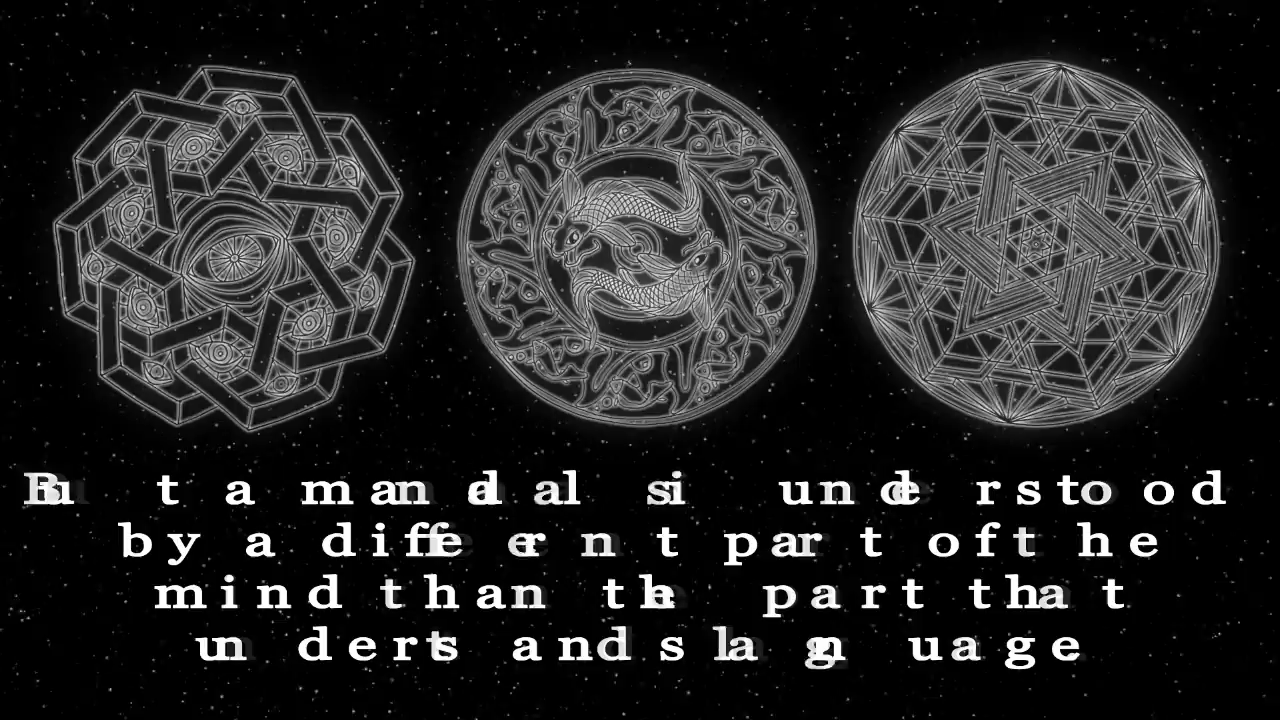 But a mandala is understood
by a different part of the
mind than the part that
understands language